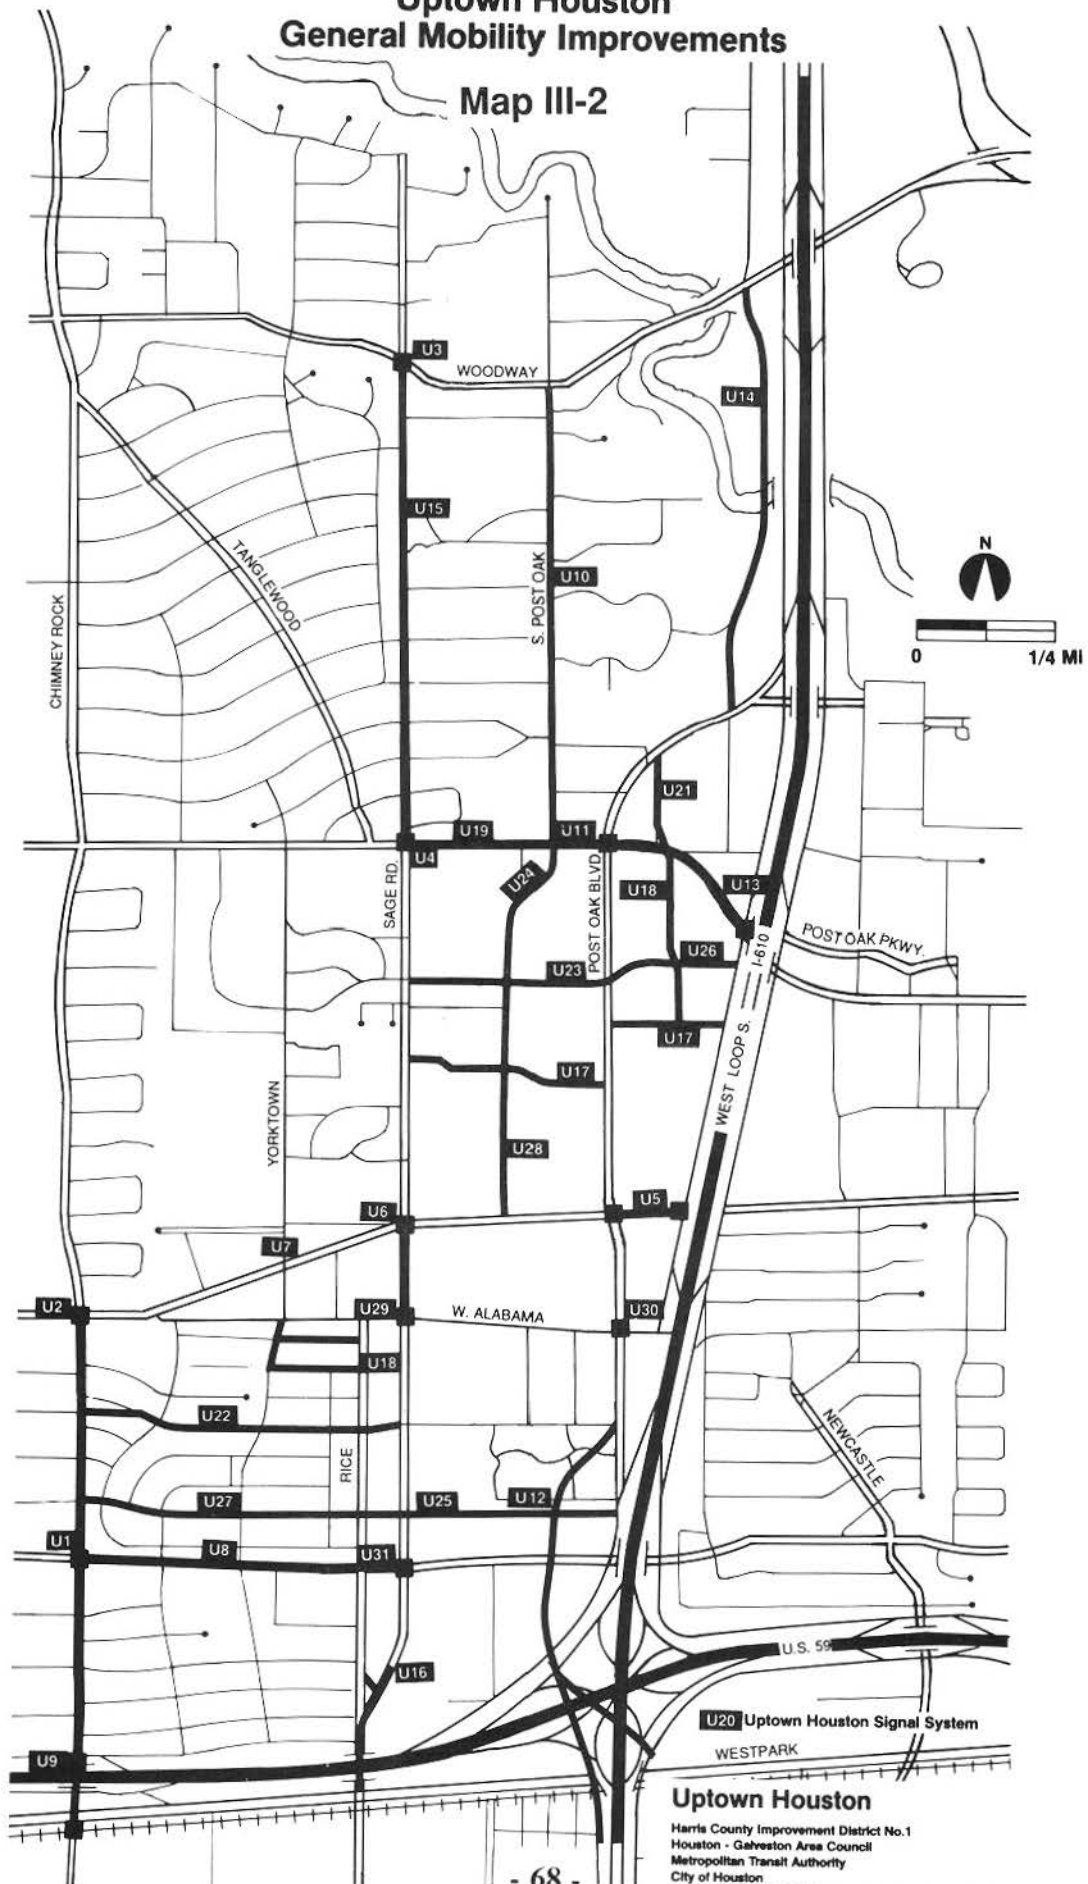 Uptown Houston
General Mobility Improvements
Map III-2
U3
WOODWAY
U14
U15
TANGLEWOOD
S. POST OAK
U10
N
CHIMNEY ROCK
0 1/4 MI
U21
U19
U11
U4
U24
SAGE RD.
POST OAK BLVD.
U18
U13
POST OAK PKWY.
I-610
U26
U23
U17
WEST LOOP S.
U17
YORKTOWN
U28
U5
U6
U7
U2
U29
W. ALABAMA
U30
U18
U22
NEWCASTLE
RICE
U27
U25
U12
U1
U8
U31
U.S. 59
U16
U20 Uptown Houston Signal System
U9
WESTPARK
Uptown Houston
Harris County Improvement District No.1
Houston - Galveston Area Council
Metropolitan Transit Authority
City of Houston
- 68 -